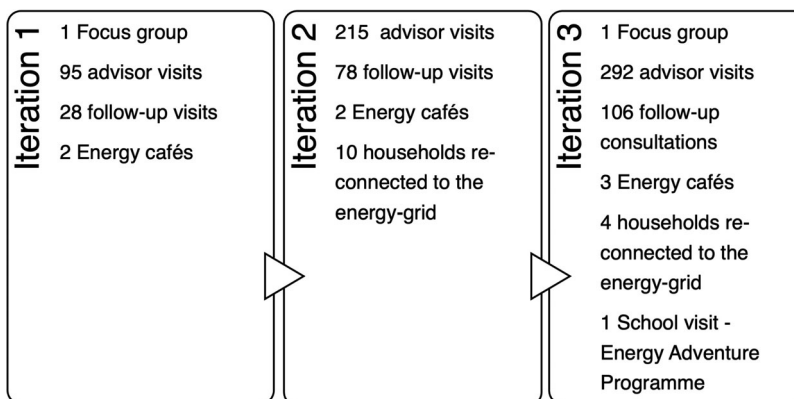 Iteration 1
1 Focus group
95 advisor visits
28 follow-up visits
2 Energy cafés
Iteration 2
215 advisor visits
78 follow-up visits
2 Energy cafés
10 households re-
connected to the
energy-grid
Iteration 3
1 Focus group
292 advisor visits
106 follow-up
consultations
3 Energy cafés
4 households re-
connected to the
energy-grid
1 School visit -
Energy Adventure
Programme